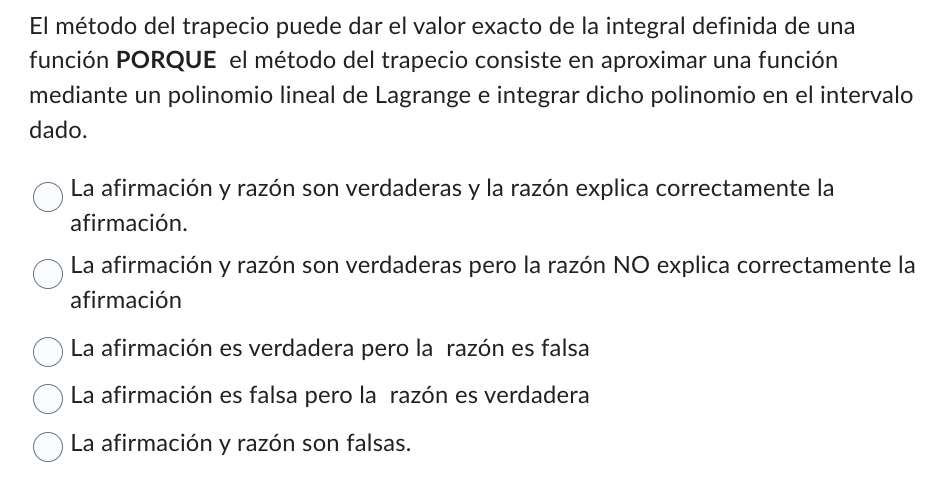 El método del trapecio puede dar el valor exacto de la integral definida de una
función PORQUE el método del trapecio consiste en aproximar una función
mediante un polinomio lineal de Lagrange e integrar dicho polinomio en el intervalo
dado.
La afirmación y razón son verdaderas y la razón explica correctamente la
afirmación.
La afirmación y razón son verdaderas pero la razón NO explica correctamente la
afirmación
La afirmación es verdadera pero la razón es falsa
La afirmación es falsa pero la razón es verdadera
La afirmación y razón son falsas.